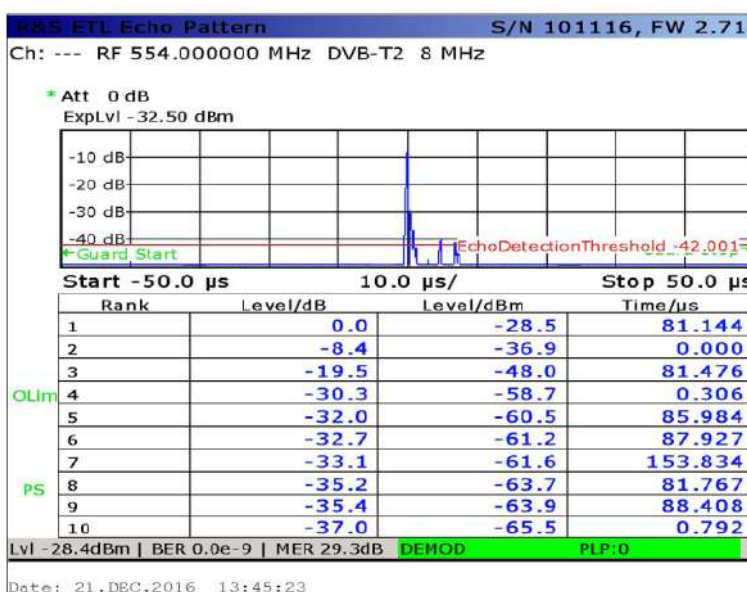 R&S ETL Echo Pattern S/N 101116, FW 2.71
Ch: --- RF 554.000000 MHz DVB-T2 8 MHz
* Att 0 dB
ExpLvl -32.50 dBm
-10 dB
-20 dB
-30 dB
-40 dB EchoDetectionThreshold -42.001
Guard Start
Start -50.0 µs 10.0 µs/ Stop 50.0 µs
Rank Level/dB Level/dBm Time/µs
1 0.0 -28.5 81.144
2 -8.4 -36.9 0.000
3 -19.5 -48.0 81.476
OLim 4 -30.3 -58.7 0.306
5 -32.0 -60.5 85.984
6 -32.7 -61.2 87.927
7 -33.1 -61.6 153.834
PS 8 -35.2 -63.7 81.767
9 -35.4 -63.9 88.408
10 -37.0 -65.5 0.792
Lvl -28.4dBm | BER 0.0e-9 | MER 29.3dB DEMOD PLP:0
Date: 21.DEC.2016 13:45:23